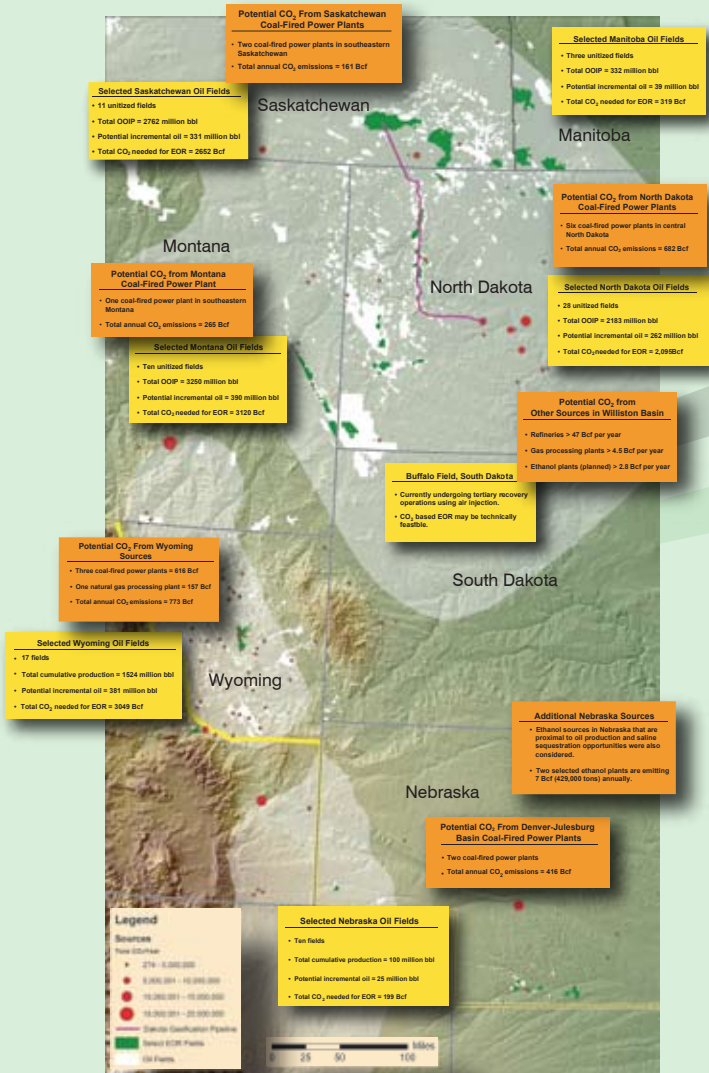 Potential CO₂ From Saskatchewan
Coal-Fired Power Plants
• Two coal-fired power plants in southeastern
Saskatchewan
• Total annual CO₂ emissions = 161 Bcf
Selected Manitoba Oil Fields
• Three unitized fields
• Total OOIP = 332 million bbl
• Potential incremental oil = 39 million bbl
• Total CO₂ needed for EOR = 319 Bcf
Selected Saskatchewan Oil Fields
• 11 unitized fields
• Total OOIP = 2762 million bbl
• Potential incremental oil = 331 million bbl
• Total CO₂ needed for EOR = 2652 Bcf
Saskatchewan
Manitoba
Potential CO₂ from North Dakota
Coal-Fired Power Plants
• Six coal-fired power plants in central
North Dakota
• Total annual CO₂ emissions = 682 Bcf
Montana
Potential CO₂ from Montana
Coal-Fired Power Plant
• One coal-fired power plant in southeastern
Montana
• Total annual CO₂ emissions = 265 Bcf
North Dakota
Selected North Dakota Oil Fields
• 28 unitized fields
• Total OOIP = 2183 million bbl
• Potential incremental oil = 262 million bbl
• Total CO₂needed for EOR = 2,095Bcf
Selected Montana Oil Fields
• Ten unitized fields
• Total OOIP = 3250 million bbl
• Potential incremental oil = 390 million bbl
• Total CO₂ needed for EOR = 3120 Bcf
Potential CO₂ from
Other Sources in Williston Basin
• Refineries > 47 Bcf per year
• Gas processing plants > 4.5 Bcf per year
• Ethanol plants (planned) > 2.8 Bcf per year
Buffalo Field, South Dakota
• Currently undergoing tertiary recovery
operations using air injection.
• CO₂ based EOR may be technically
feasible.
Potential CO₂ From Wyoming
Sources
• Three coal-fired power plants = 616 Bcf
• One natural gas processing plant = 157 Bcf
• Total annual CO₂ emissions = 773 Bcf
South Dakota
Selected Wyoming Oil Fields
• 17 fields
• Total cumulative production = 1524 million bbl
• Potential incremental oil = 381 million bbl
• Total CO₂ needed for EOR = 3049 Bcf
Wyoming
Additional Nebraska Sources
• Ethanol sources in Nebraska that are
proximal to oil production and saline
sequestration opportunities were also
considered.
• Two selected ethanol plants are emitting
7 Bcf (429,000 tons) annually.
Nebraska
Potential CO₂ From Denver-Julesburg
Basin Coal-Fired Power Plants
• Two coal-fired power plants
• Total annual CO₂ emissions = 416 Bcf
Selected Nebraska Oil Fields
• Ten fields
• Total cumulative production = 100 million bbl
• Potential incremental oil = 25 million bbl
• Total CO₂ needed for EOR = 199 Bcf
Legend
Sources
Dakota Gasification Pipeline
Select EOR Fields
Oil Fields
Miles
0 25 50 100